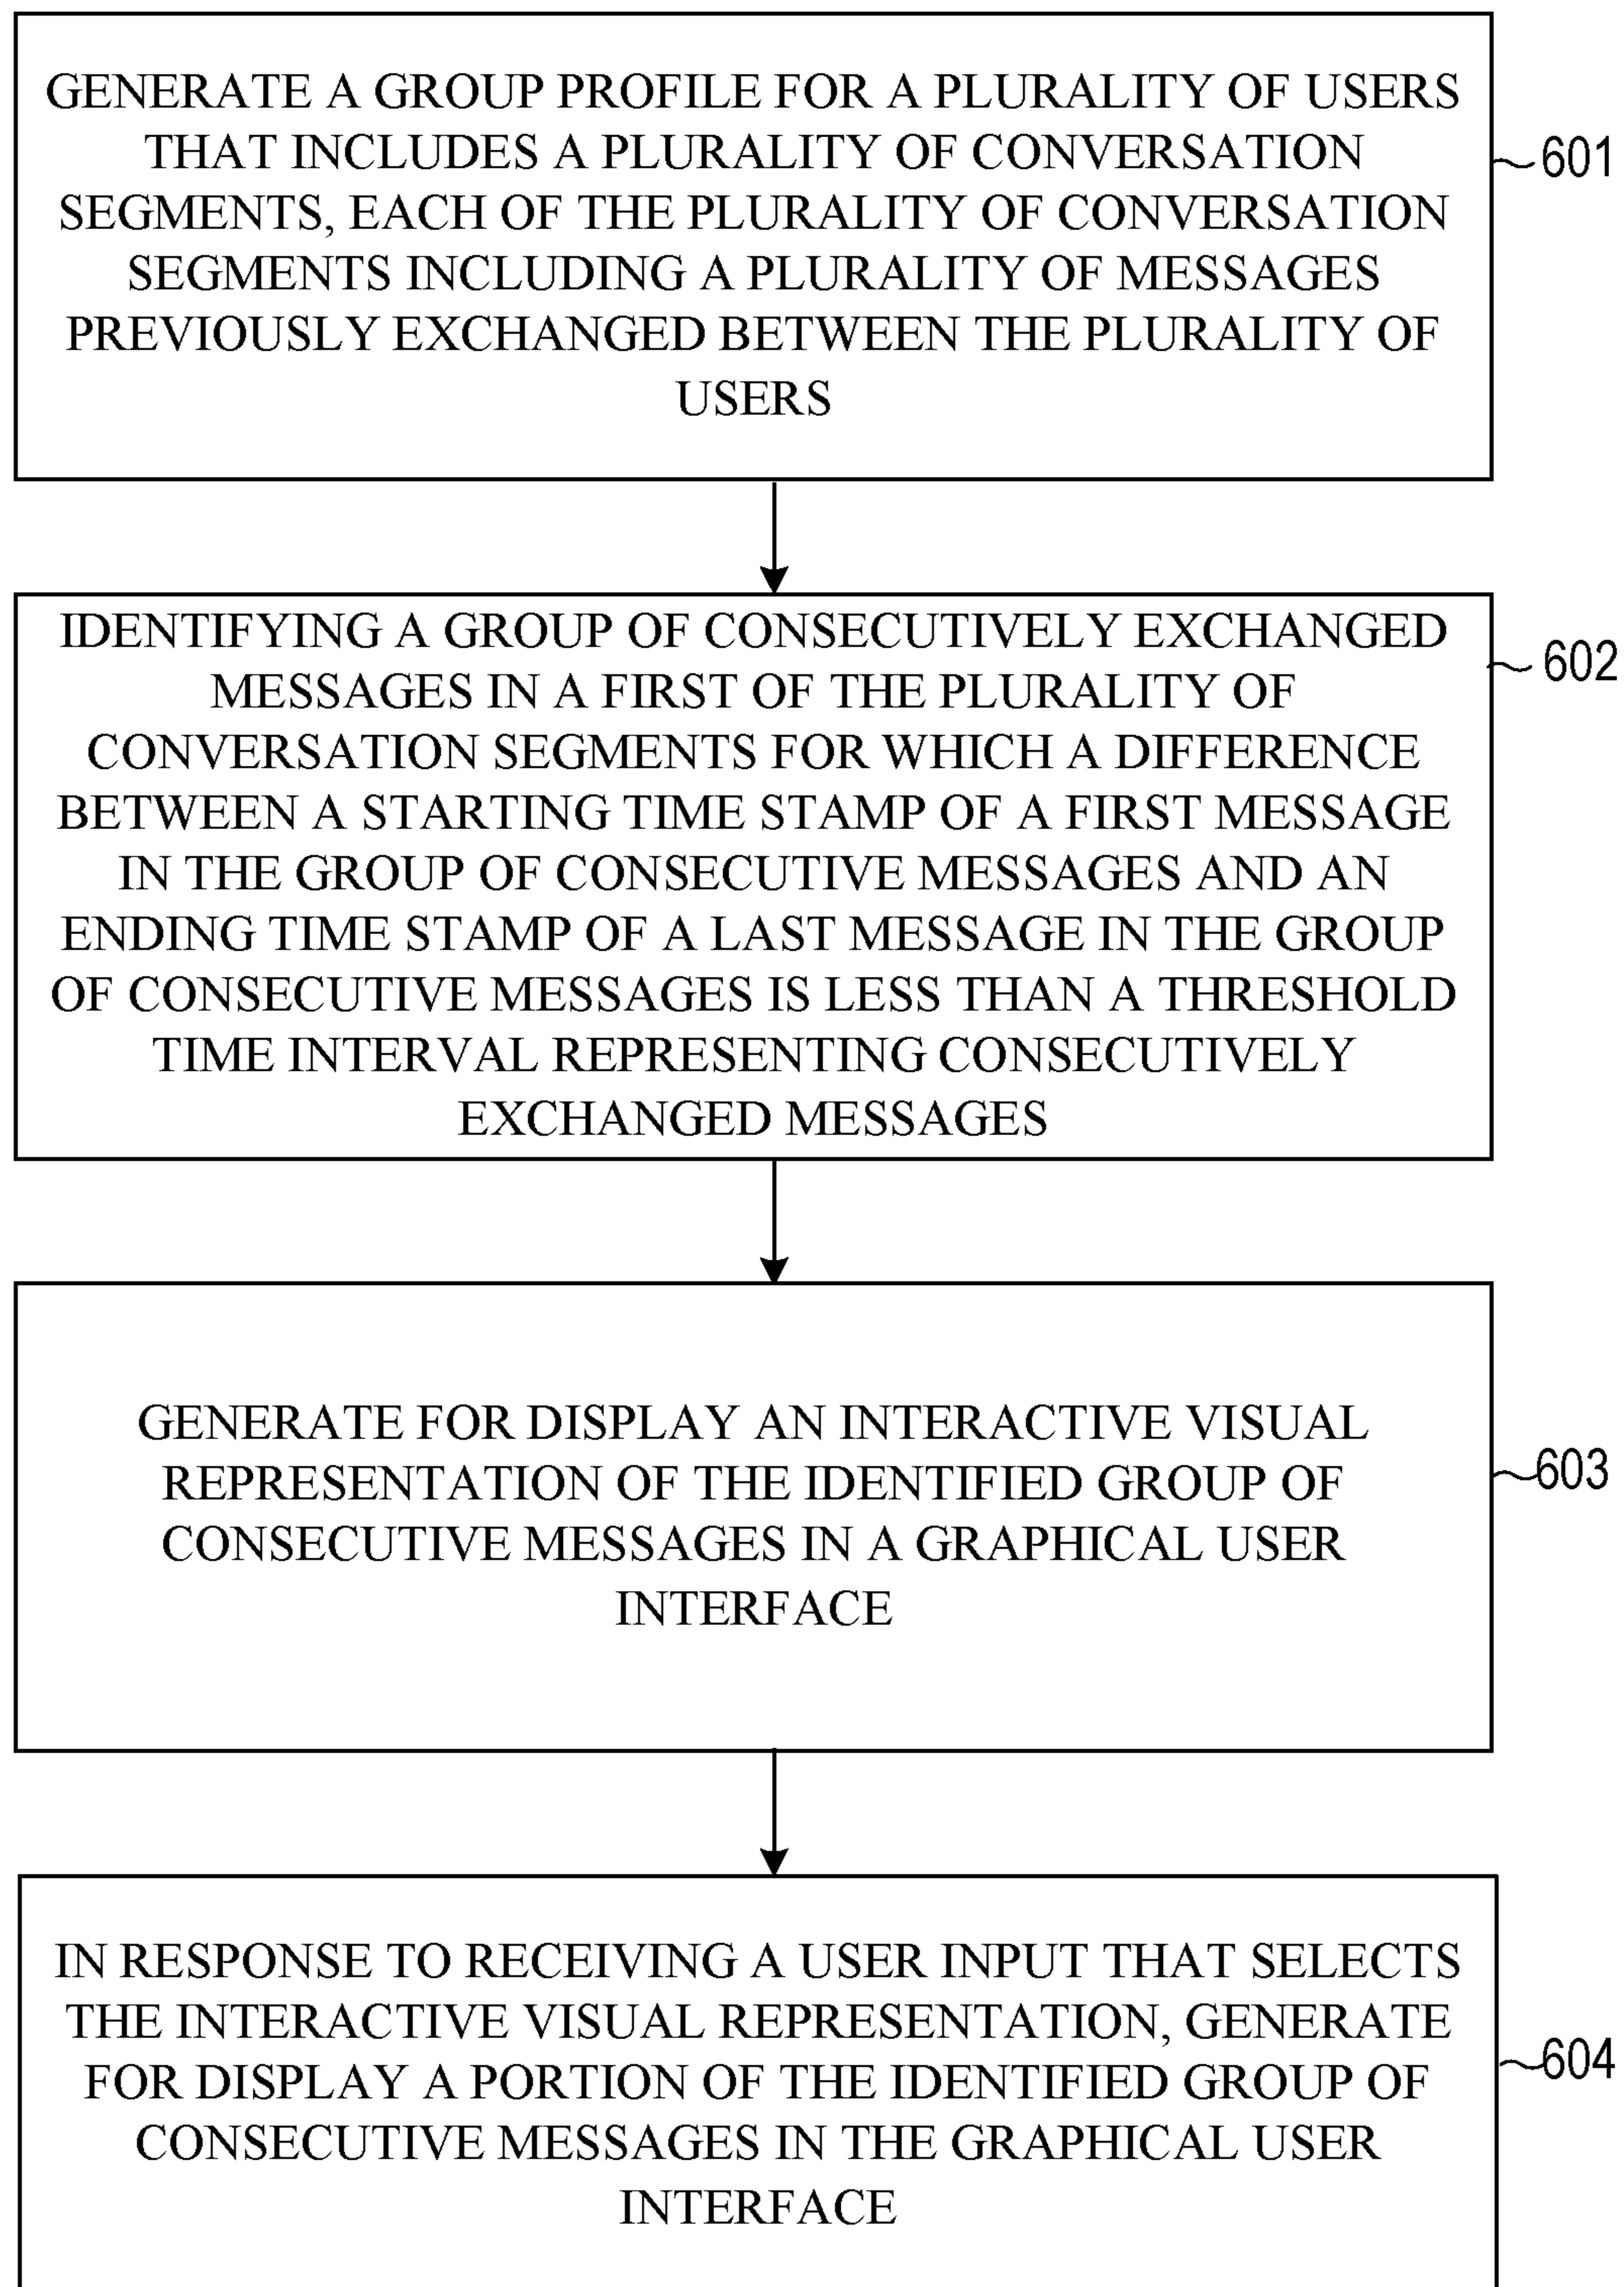 GENERATE A GROUP PROFILE FOR A PLURALITY OF USERS
THAT INCLUDES A PLURALITY OF CONVERSATION
SEGMENTS, EACH OF THE PLURALITY OF CONVERSATION
SEGMENTS INCLUDING A PLURALITY OF MESSAGES
PREVIOUSLY EXCHANGED BETWEEN THE PLURALITY OF
USERS
601
IDENTIFYING A GROUP OF CONSECUTIVELY EXCHANGED
MESSAGES IN A FIRST OF THE PLURALITY OF
CONVERSATION SEGMENTS FOR WHICH A DIFFERENCE
BETWEEN A STARTING TIME STAMP OF A FIRST MESSAGE
IN THE GROUP OF CONSECUTIVE MESSAGES AND AN
ENDING TIME STAMP OF A LAST MESSAGE IN THE GROUP
OF CONSECUTIVE MESSAGES IS LESS THAN A THRESHOLD
TIME INTERVAL REPRESENTING CONSECUTIVELY
EXCHANGED MESSAGES
602
GENERATE FOR DISPLAY AN INTERACTIVE VISUAL
REPRESENTATION OF THE IDENTIFIED GROUP OF
CONSECUTIVE MESSAGES IN A GRAPHICAL USER
INTERFACE
603
IN RESPONSE TO RECEIVING A USER INPUT THAT SELECTS
THE INTERACTIVE VISUAL REPRESENTATION, GENERATE
FOR DISPLAY A PORTION OF THE IDENTIFIED GROUP OF
CONSECUTIVE MESSAGES IN THE GRAPHICAL USER
INTERFACE
604